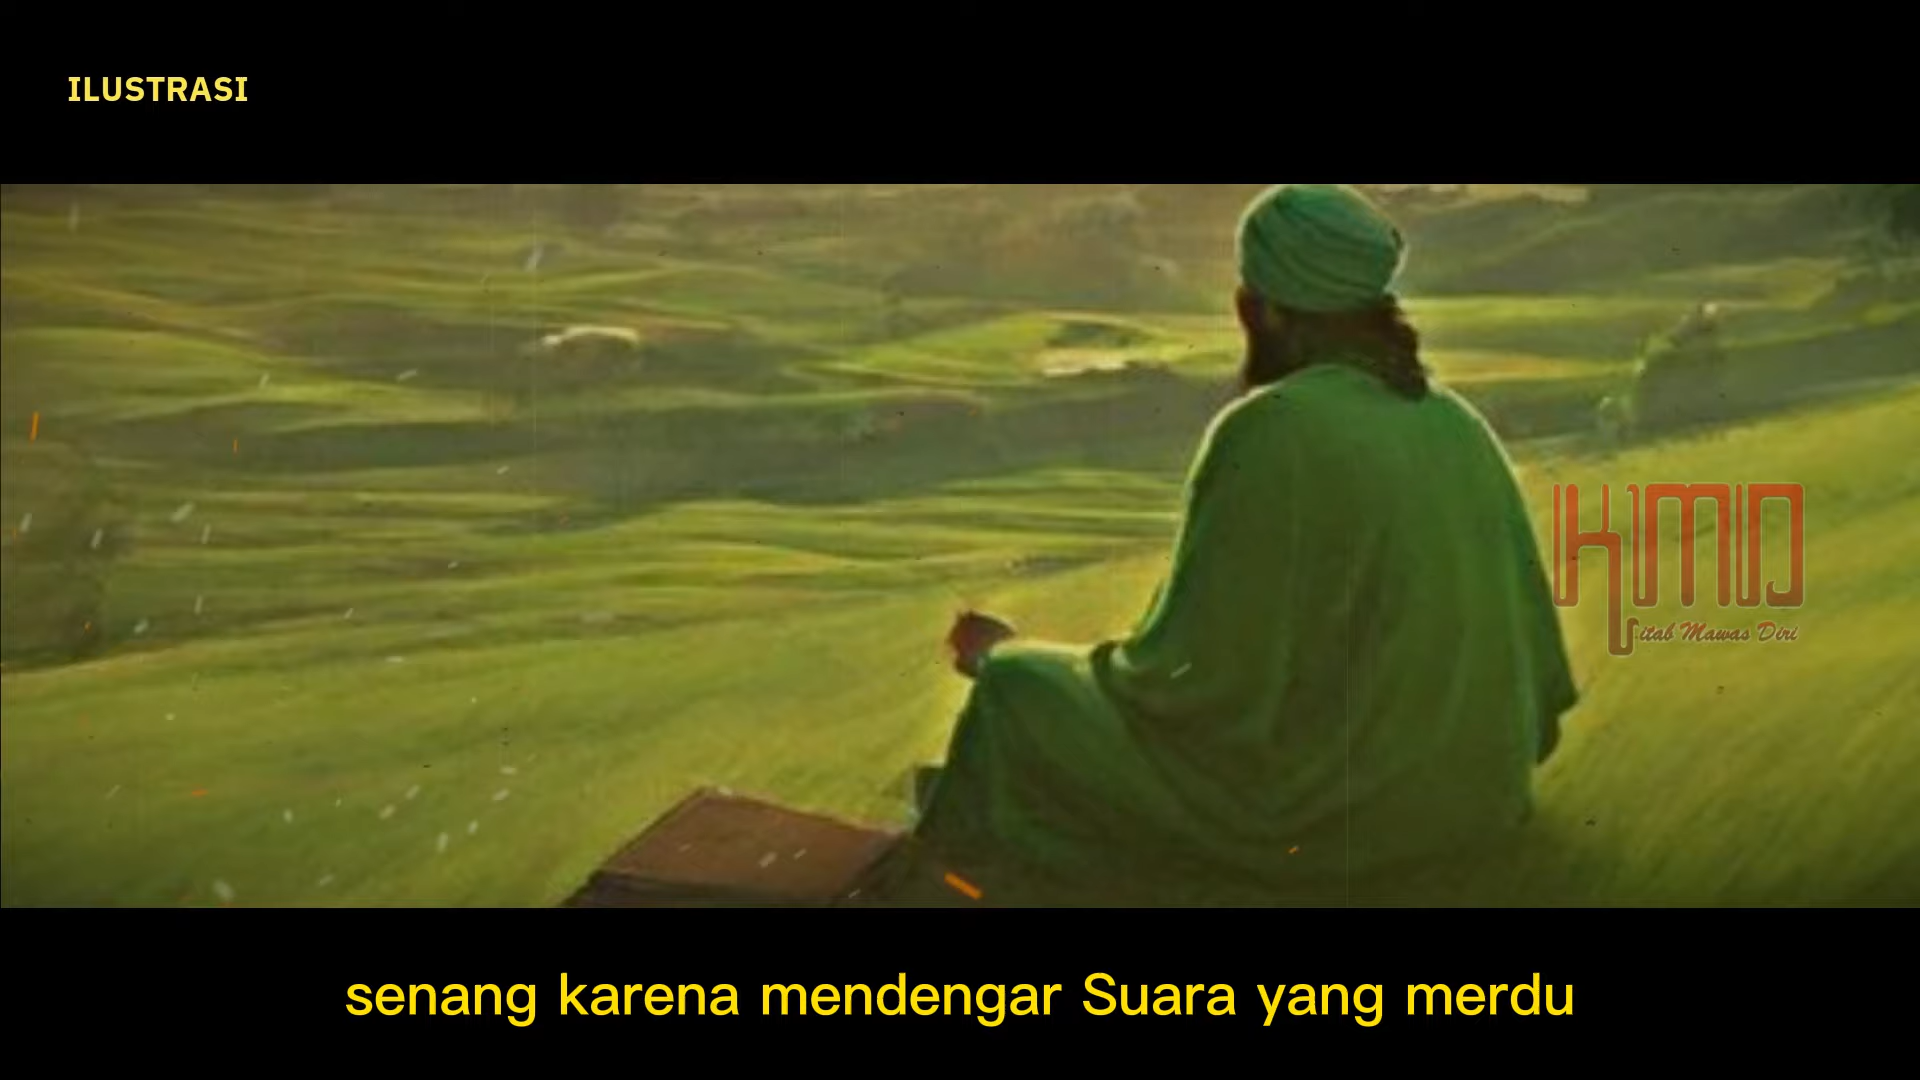 ILUSTRASI
KMD
Kitab Mawas Diri
senang karena mendengar Suara yang merdu